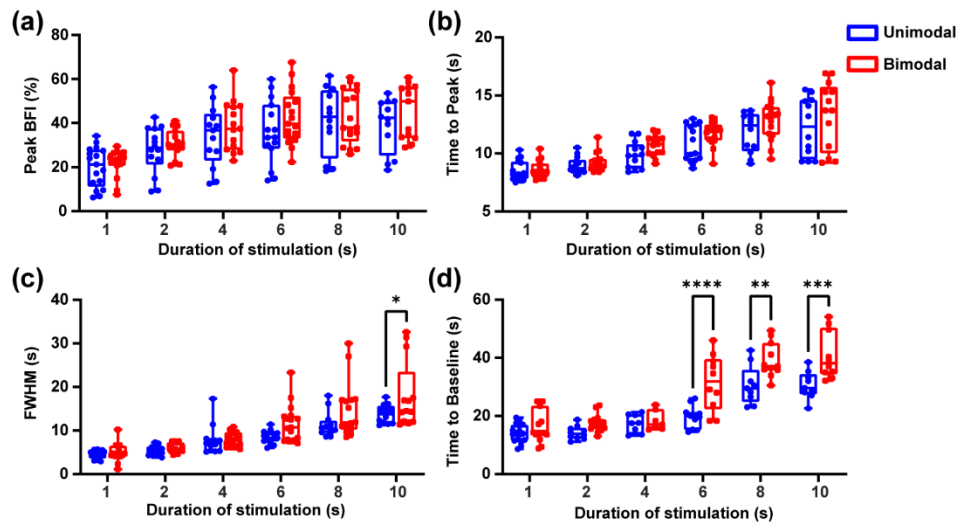 (a)
Peak BFI (%)
80
60
40
20
0
1 2 4 6 8 10
Duration of stimulation (s)
(b)
Time to Peak (s)
20
15
10
5
1 2 4 6 8 10
Duration of stimulation (s)
Unimodal
Bimodal
(c)
FWHM (s)
40
30
20
10
0
*
1 2 4 6 8 10
Duration of stimulation (s)
(d)
Time to Baseline (s)
60
40
20
0
**** ** ***
1 2 4 6 8 10
Duration of stimulation (s)